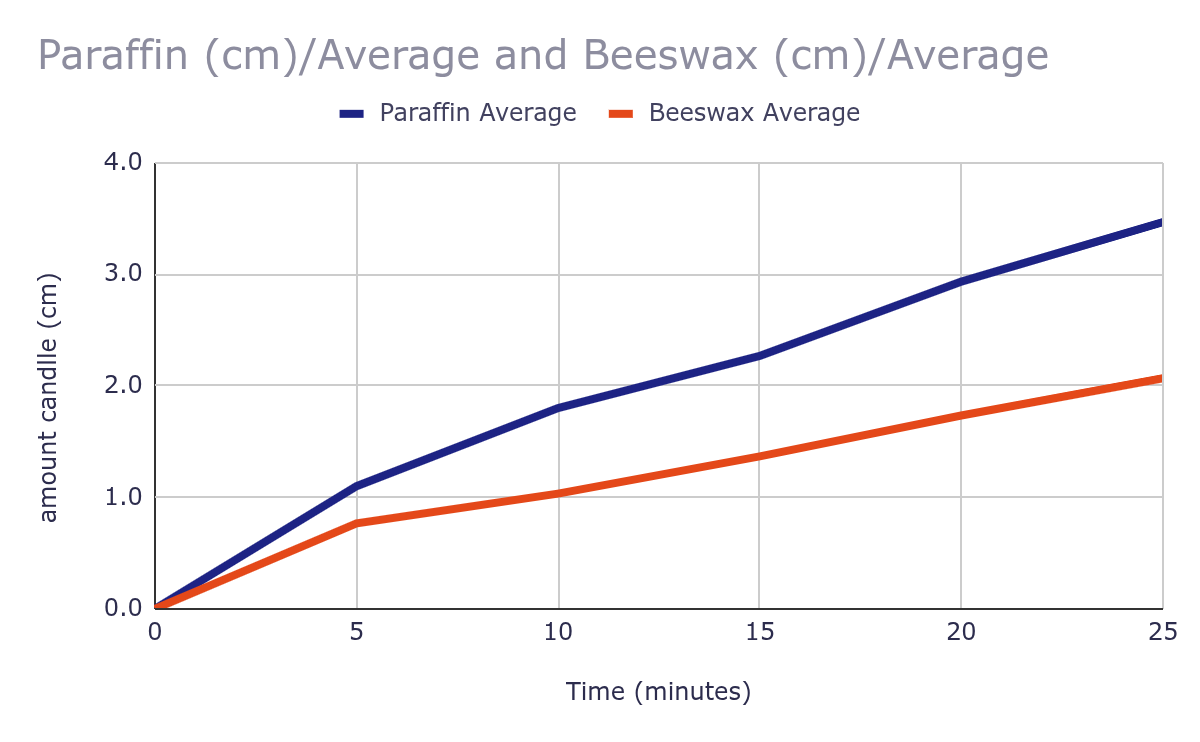 Paraffin (cm)/Average and Beeswax (cm)/Average
Paraffin Average
Beeswax Average
amount candlle (cm)
4.0
3.0
2.0
1.0
0.0
0
5
10
15
20
25
Time (minutes)